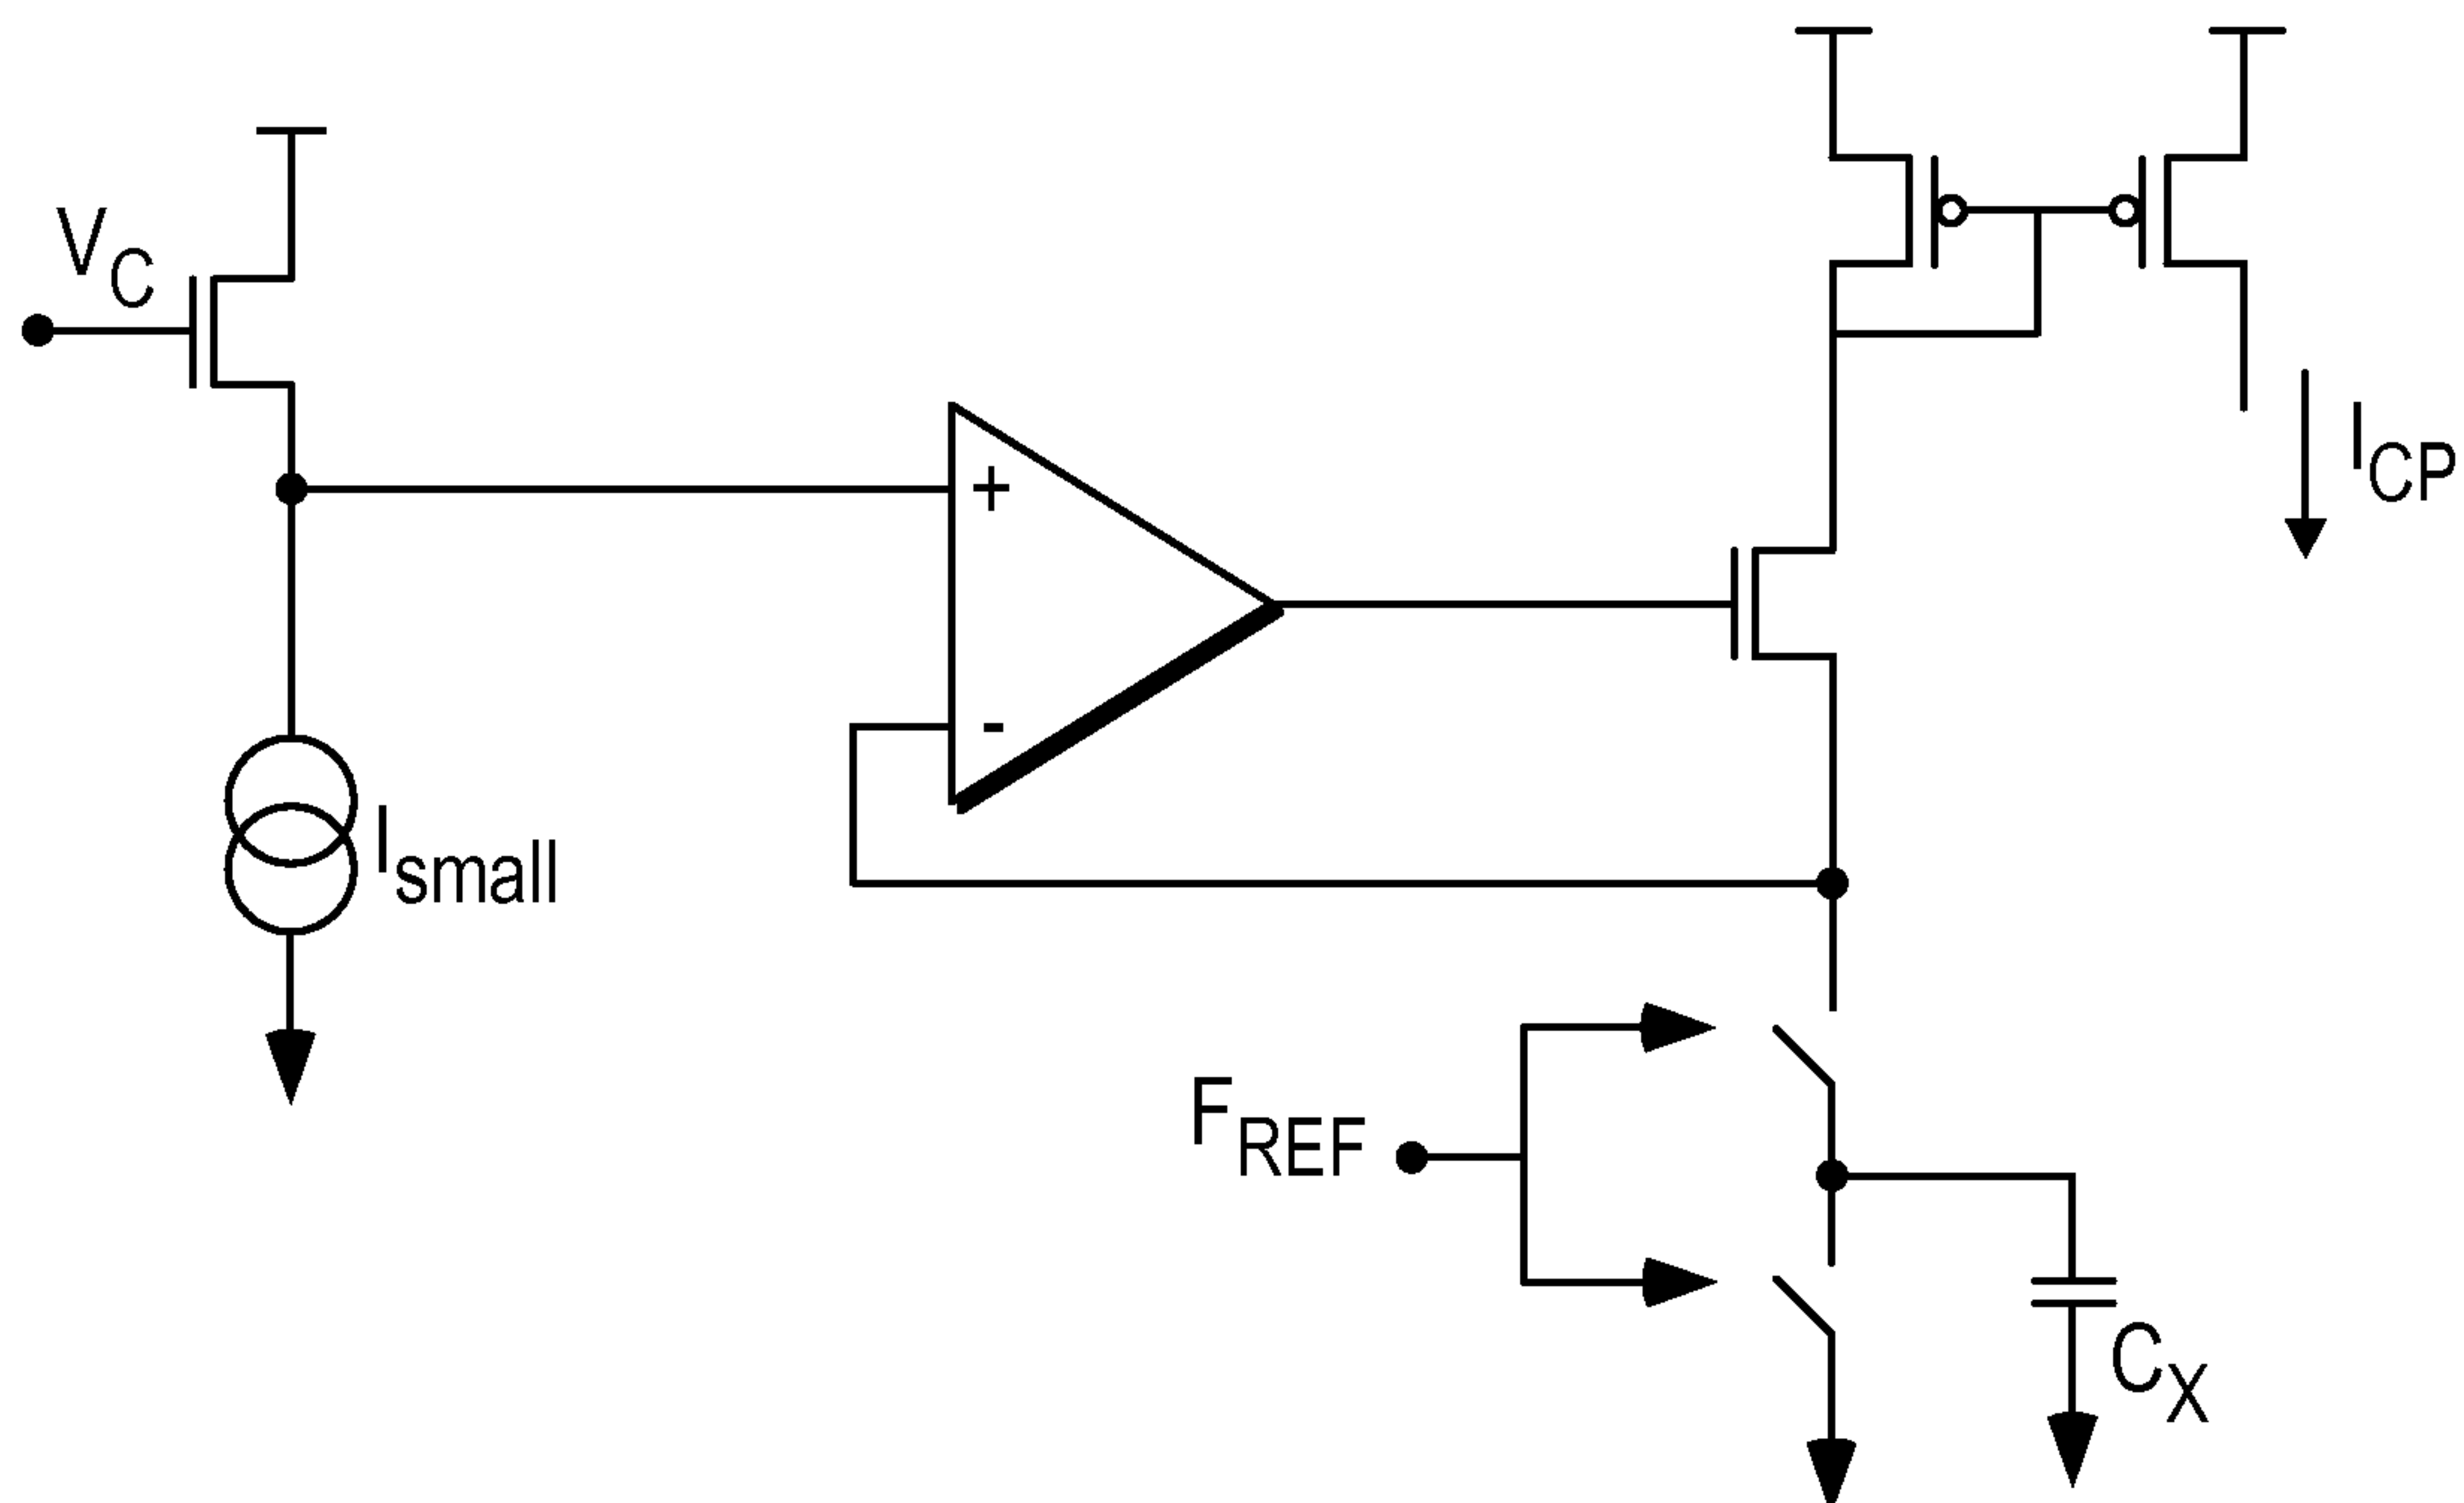 VC
ICP
+
-
Ismall
FREF
CX